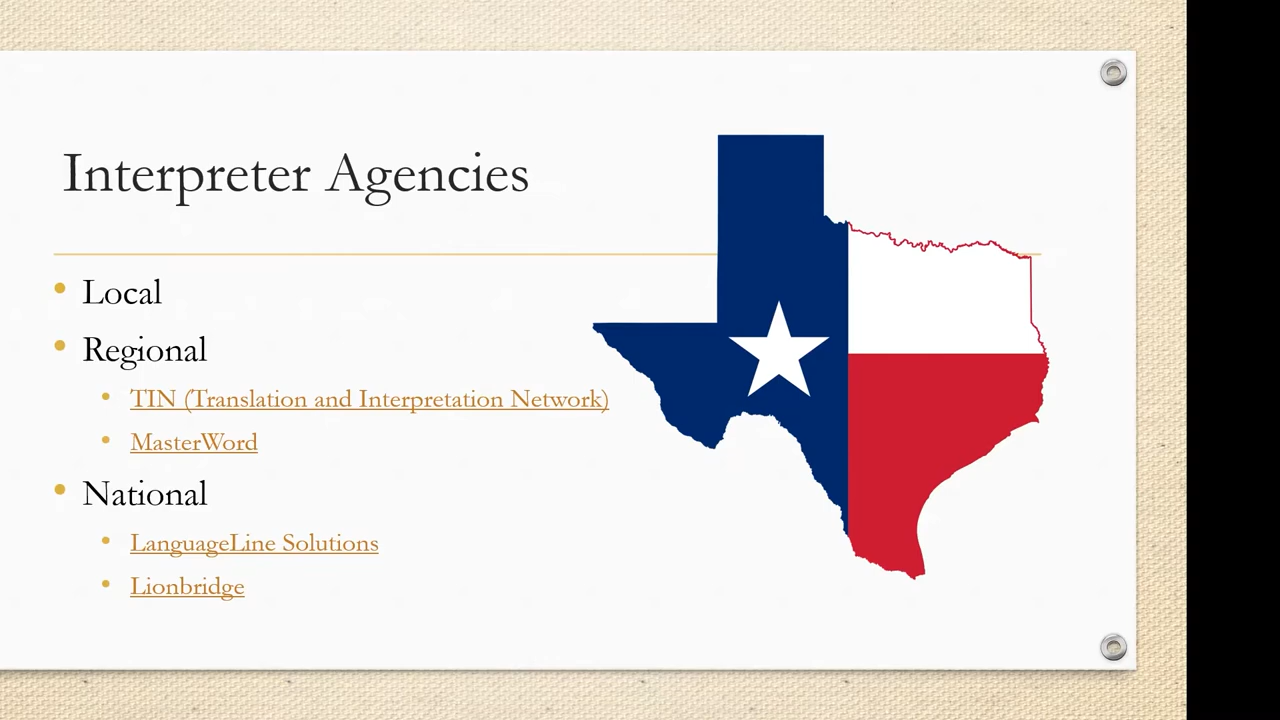 Interpreter Agencies
Local
Regional
TIN (Translation and Interpretation Network)
MasterWord
National
LanguageLine Solutions
Lionbridge